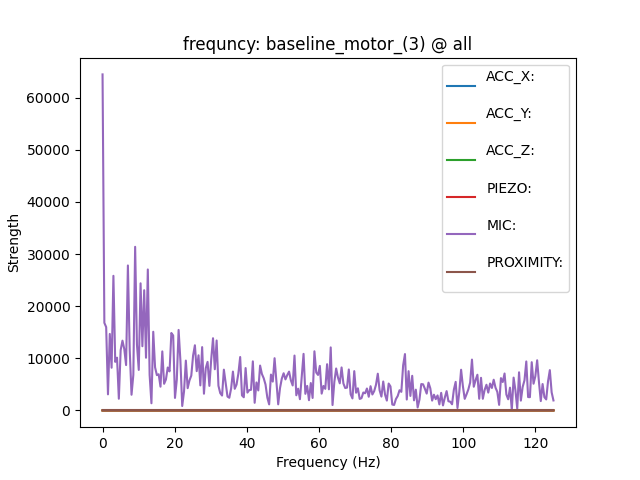 frequncy: baseline_motor_(3) @ all
ACC_X:
ACC_Y:
ACC_Z:
PIEZO:
MIC:
PROXIMITY:
Strength
60000
50000
40000
30000
20000
10000
0
0 20 40 60 80 100 120
Frequency (Hz)